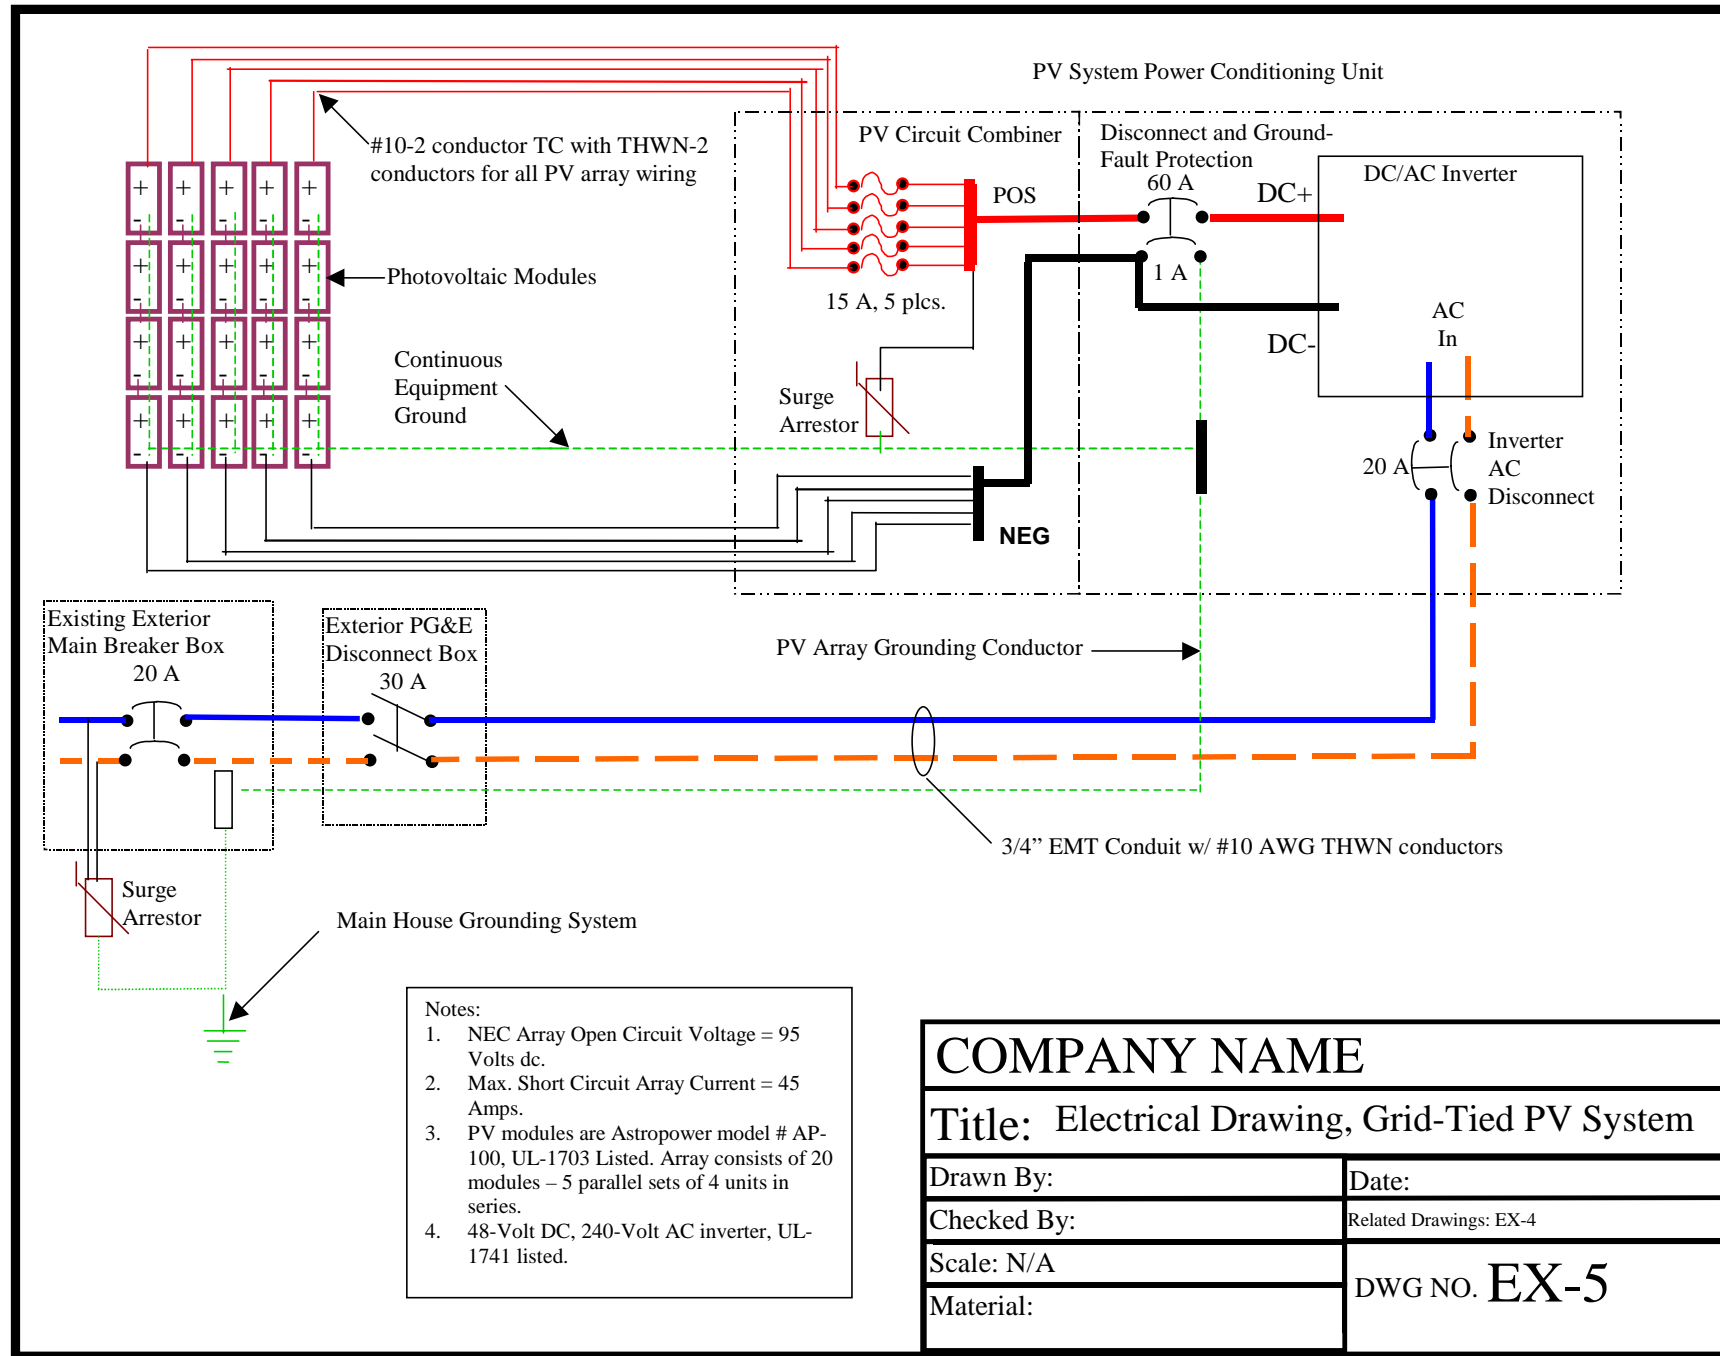 PV System Power Conditioning Unit
PV Circuit Combiner
Disconnect and Ground-
Fault Protection
60 A
DC/AC Inverter
#10-2 conductor TC with THWN-2
conductors for all PV array wiring
POS
DC+
Photovoltaic Modules
1 A
15 A, 5 plcs.
AC
In
DC-
Continuous
Equipment
Ground
Surge
Arrestor
20 A
Inverter
AC
Disconnect
NEG
Existing Exterior
Main Breaker Box
20 A
Exterior PG&E
Disconnect Box
30 A
PV Array Grounding Conductor
3/4” EMT Conduit w/ #10 AWG THWN conductors
Surge
Arrestor
Main House Grounding System
Notes:
1. NEC Array Open Circuit Voltage = 95
Volts dc.
2. Max. Short Circuit Array Current = 45
Amps.
3. PV modules are Astropower model # AP-
100, UL-1703 Listed. Array consists of 20
modules – 5 parallel sets of 4 units in
series.
4. 48-Volt DC, 240-Volt AC inverter, UL-
1741 listed.
COMPANY NAME
Title: Electrical Drawing, Grid-Tied PV System
Drawn By:
Date:
Checked By:
Related Drawings: EX-4
Scale: N/A
DWG NO. EX-5
Material: